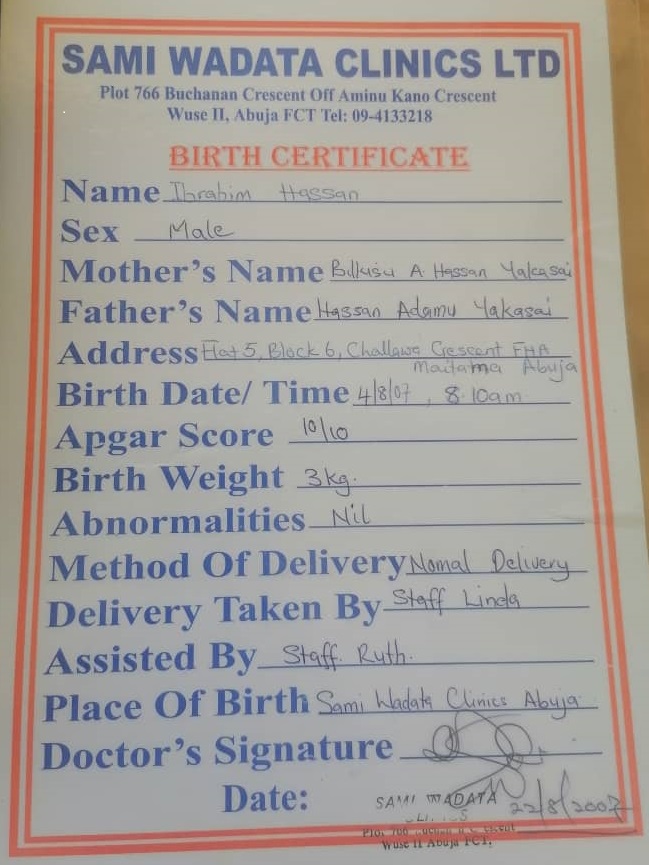 SAMI WADATA CLINICS LTD
Plot 766 Buchanan Crescent Off Aminu Kano Crescent
Wuse II, Abuja FCT Tel: 09-4133218
BIRTH CERTIFICATE
Name Ibrahim Hassan
Sex Male
Mother's Name Bilkisu A. Hassan Yakasai
Father's Name Hassan Adamu Yakasai
Address Flat 5, Block 6, Challawa Crescent FHA
Maitama Abuja
Birth Date/ Time 4/8/07, 8:10am
Apgar Score 10/10
Birth Weight 3kg.
Abnormalities Nil
Method Of Delivery Nomal Delivery
Delivery Taken By Staff Linda
Assisted By Staff. Ruth.
Place Of Birth Sami Wadata Clinics Abuja
Doctor's Signature
Date: 22/8/2007
SAMI WADATA
Wuse II Abuja FCT,